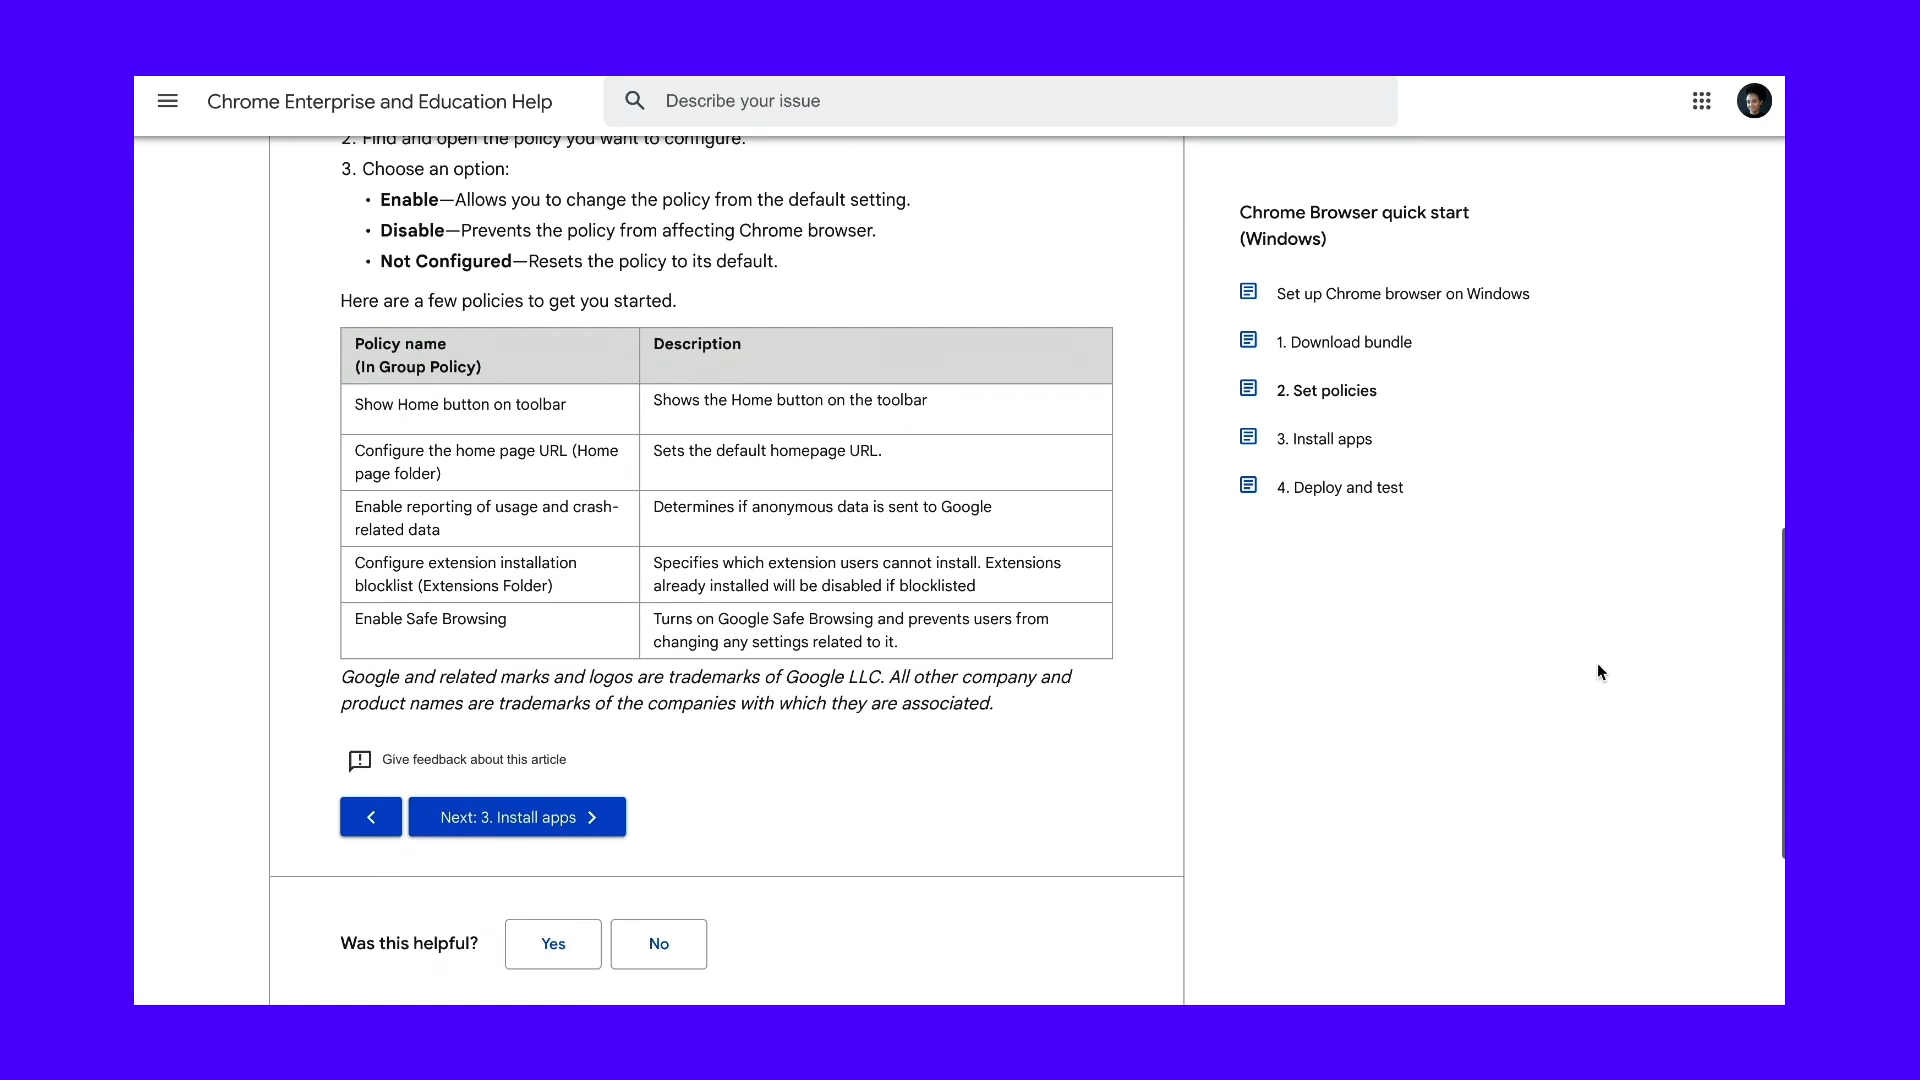 Chrome Enterprise and Education Help
Describe your issue
2. Find and open the policy you want to configure.
3. Choose an option:
• Enable—Allows you to change the policy from the default setting.
• Disable—Prevents the policy from affecting Chrome browser.
• Not Configured—Resets the policy to its default.
Here are a few policies to get you started.
Policy name
(In Group Policy)
Description
Show Home button on toolbar
Shows the Home button on the toolbar
Configure the home page URL (Home
page folder)
Sets the default homepage URL.
Enable reporting of usage and crash-
related data
Determines if anonymous data is sent to Google
Configure extension installation
blocklist (Extensions Folder)
Specifies which extension users cannot install. Extensions
already installed will be disabled if blocklisted
Enable Safe Browsing
Turns on Google Safe Browsing and prevents users from
changing any settings related to it.
Google and related marks and logos are trademarks of Google LLC. All other company and
product names are trademarks of the companies with which they are associated.
Give feedback about this article
Next: 3. Install apps
Was this helpful?
Yes
No
Chrome Browser quick start
(Windows)
Set up Chrome browser on Windows
1. Download bundle
2. Set policies
3. Install apps
4. Deploy and test